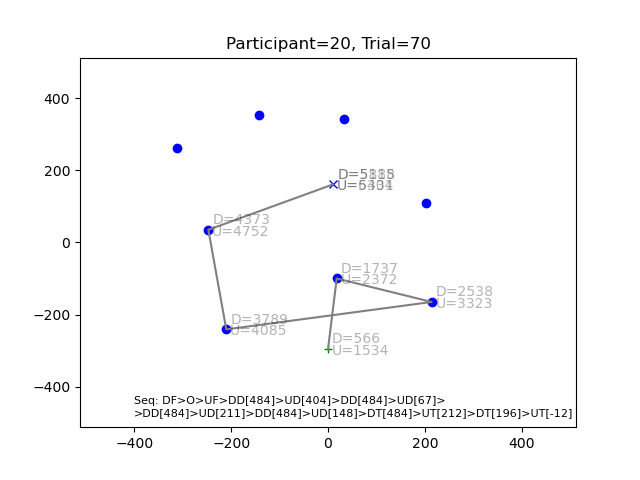 Participant=20, Trial=70
400
200
0
−200
−400
−400
−200
0
200
400
D=4373
U=4752
D=1737
U=2372
D=2538
U=3323
D=3789
U=4085
D=566
U=1534
Seq: DF>O>UF>DD[484]>UD[404]>DD[484]>UD[67]>
>DD[484]>UD[211]>DD[484]>UD[148]>DT[484]>UT[212]>DT[196]>UT[-12]